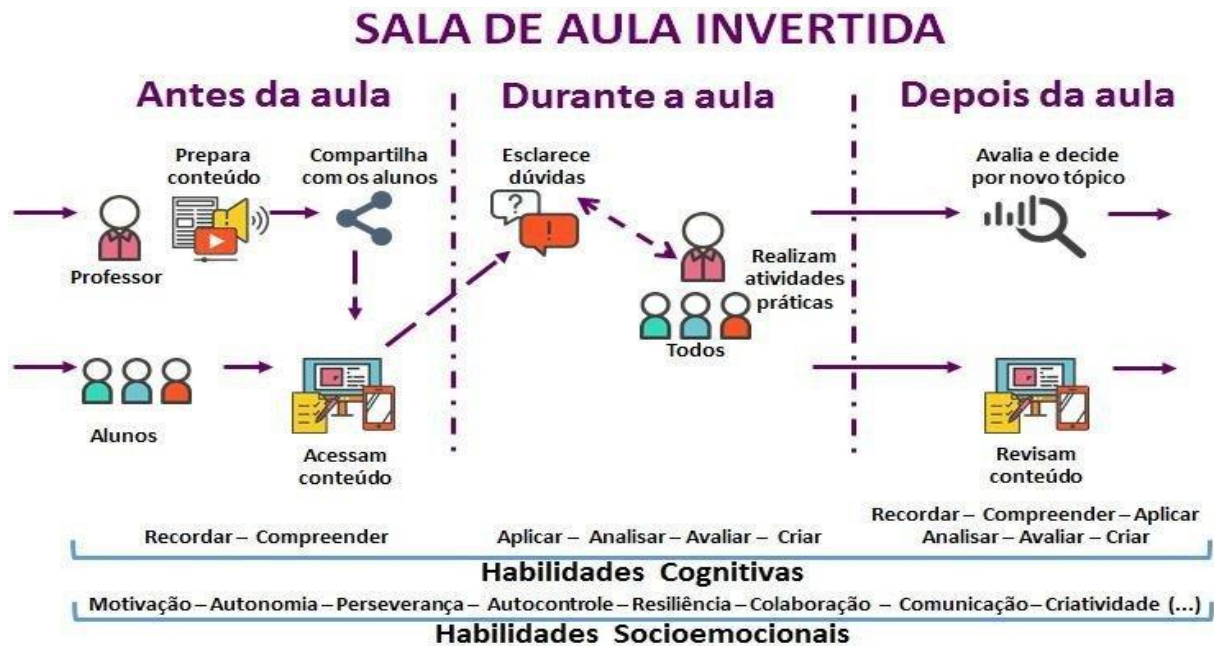 SALA DE AULA INVERTIDA
Antes da aula
Durante a aula
Depois da aula
Prepara
conteúdo
Compartilha
com os alunos
Esclarece
dúvidas
Avalia e decide
por novo tópico
?
!
Professor
Realizam
atividades
práticas
Todos
Alunos
Acessam
conteúdo
Revisam
conteúdo
Recordar – Compreender
Aplicar – Analisar – Avaliar – Criar
Recordar – Compreender – Aplicar
Analisar – Avaliar – Criar
Habilidades Cognitivas
Motivação – Autonomia – Perseverança – Autocontrole – Resiliência – Colaboração – Comunicação – Criatividade (...)
Habilidades Socioemocionais